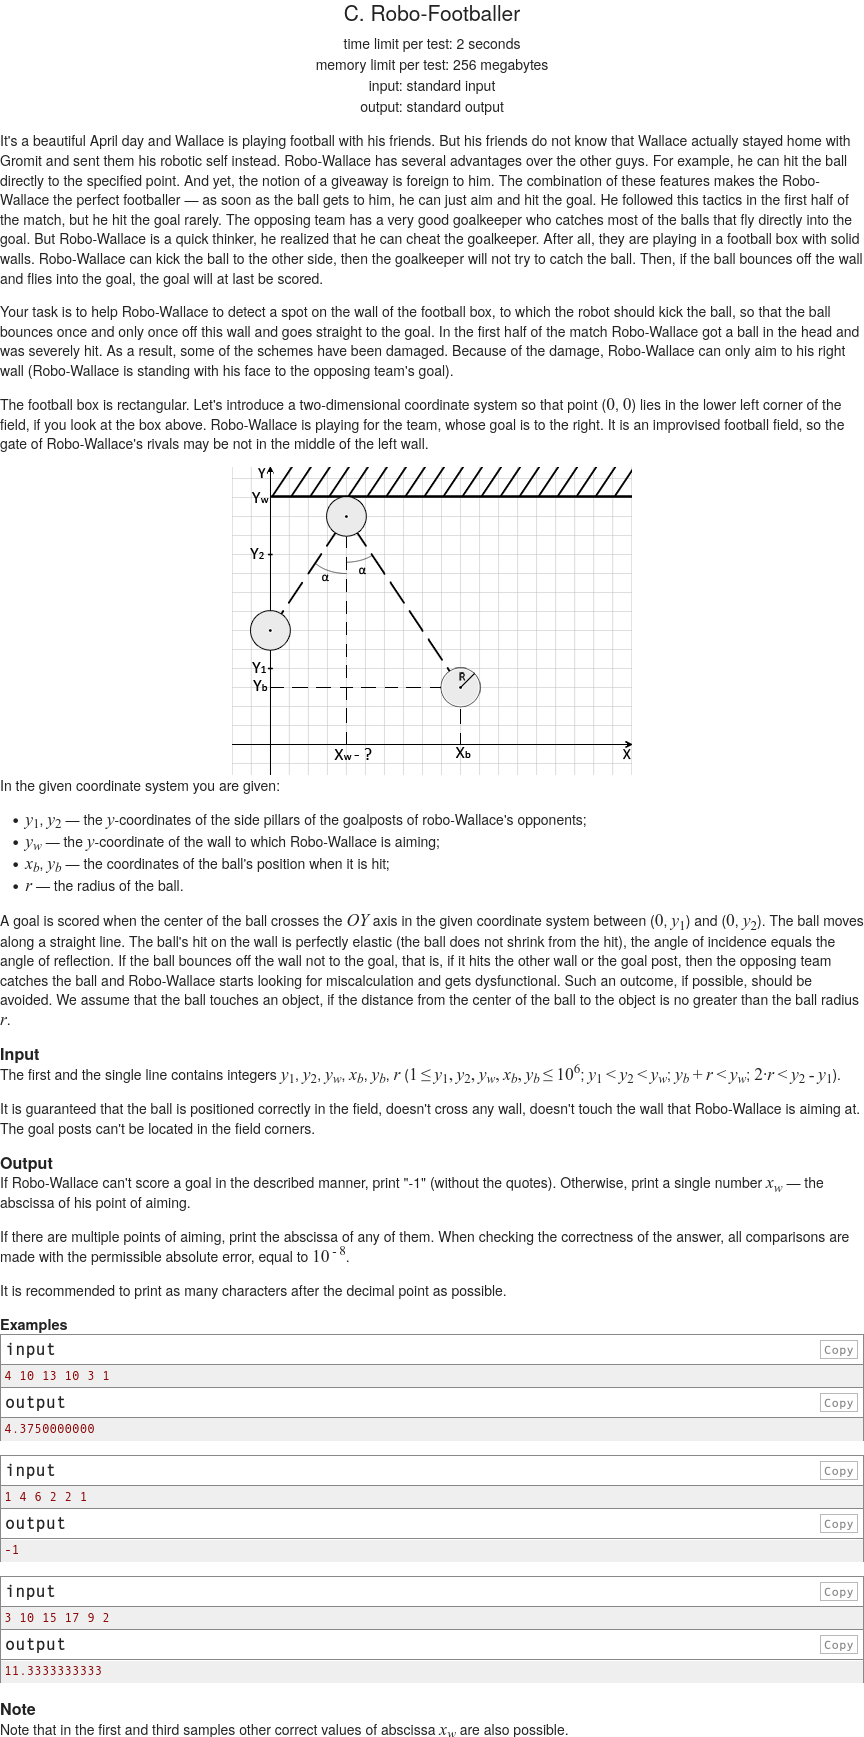 C. Robo-Footballer
time limit per test: 2 seconds
memory limit per test: 256 megabytes
input: standard input
output: standard output
It's a beautiful April day and Wallace is playing football with his friends. But his friends do not know that Wallace actually stayed home with
Gromit and sent them his robotic self instead. Robo-Wallace has several advantages over the other guys. For example, he can hit the ball
directly to the specified point. And yet, the notion of a giveaway is foreign to him. The combination of these features makes the Robo-
Wallace the perfect footballer — as soon as the ball gets to him, he can just aim and hit the goal. He followed this tactics in the first half of
the match, but he hit the goal rarely. The opposing team has a very good goalkeeper who catches most of the balls that fly directly into the
goal. But Robo-Wallace is a quick thinker, he realized that he can cheat the goalkeeper. After all, they are playing in a football box with solid
walls. Robo-Wallace can kick the ball to the other side, then the goalkeeper will not try to catch the ball. Then, if the ball bounces off the wall
and flies into the goal, the goal will at last be scored.
Your task is to help Robo-Wallace to detect a spot on the wall of the football box, to which the robot should kick the ball, so that the ball
bounces once and only once off this wall and goes straight to the goal. In the first half of the match Robo-Wallace got a ball in the head and
was severely hit. As a result, some of the schemes have been damaged. Because of the damage, Robo-Wallace can only aim to his right
wall (Robo-Wallace is standing with his face to the opposing team's goal).
The football box is rectangular. Let's introduce a two-dimensional coordinate system so that point (0, 0) lies in the lower left corner of the
field, if you look at the box above. Robo-Wallace is playing for the team, whose goal is to the right. It is an improvised football field, so the
gate of Robo-Wallace's rivals may be not in the middle of the left wall.
Y
Yw
Y2
α α
Y1
R
Yb
Xw - ? Xb X
In the given coordinate system you are given:
• y1, y2 — the y-coordinates of the side pillars of the goalposts of robo-Wallace's opponents;
• yw — the y-coordinate of the wall to which Robo-Wallace is aiming;
• xb, yb — the coordinates of the ball's position when it is hit;
• r — the radius of the ball.
A goal is scored when the center of the ball crosses the OY axis in the given coordinate system between (0, y1) and (0, y2). The ball moves
along a straight line. The ball's hit on the wall is perfectly elastic (the ball does not shrink from the hit), the angle of incidence equals the
angle of reflection. If the ball bounces off the wall not to the goal, that is, if it hits the other wall or the goal post, then the opposing team
catches the ball and Robo-Wallace starts looking for miscalculation and gets dysfunctional. Such an outcome, if possible, should be
avoided. We assume that the ball touches an object, if the distance from the center of the ball to the object is no greater than the ball radius
r.
Input
The first and the single line contains integers y1, y2, yw, xb, yb, r (1 ≤ y1, y2, yw, xb, yb ≤ 10^6; y1 < y2 < yw; yb + r < yw; 2·r < y2 - y1).
It is guaranteed that the ball is positioned correctly in the field, doesn't cross any wall, doesn't touch the wall that Robo-Wallace is aiming at.
The goal posts can't be located in the field corners.
Output
If Robo-Wallace can't score a goal in the described manner, print "-1" (without the quotes). Otherwise, print a single number xw — the
abscissa of his point of aiming.
If there are multiple points of aiming, print the abscissa of any of them. When checking the correctness of the answer, all comparisons are
made with the permissible absolute error, equal to 10^-8.
It is recommended to print as many characters after the decimal point as possible.
Examples
input Copy
4 10 13 10 3 1
output Copy
4.3750000000
input Copy
1 4 6 2 2 1
output Copy
-1
input Copy
3 10 15 17 9 2
output Copy
11.3333333333
Note
Note that in the first and third samples other correct values of abscissa xw are also possible.